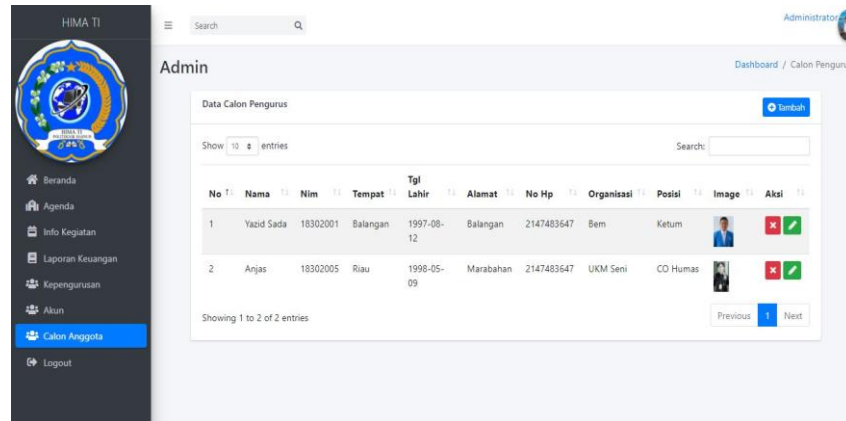 HIMA TI
Search
Administrator
Admin
Dashboard / Calon Penguru
HIMA TI
Data Calon Pengurus
Tambah
Show 10 entries
Search:
No Nama Nim Tempat Tgl Lahir Alamat No Hp Organisasi Posisi Image Aksi
1 Yazid Sada 18302001 Balangan 1997-08-12 Balangan 2147483647 Bem Ketum
2 Anjas 18302005 Riau 1998-05-09 Marabahan 2147483647 UKM Seni CO Humas
Showing 1 to 2 of 2 entries
Previous 1 Next
Beranda
Agenda
Info Kegiatan
Laporan Keuangan
Kepengurusan
Akun
Calon Anggota
Logout